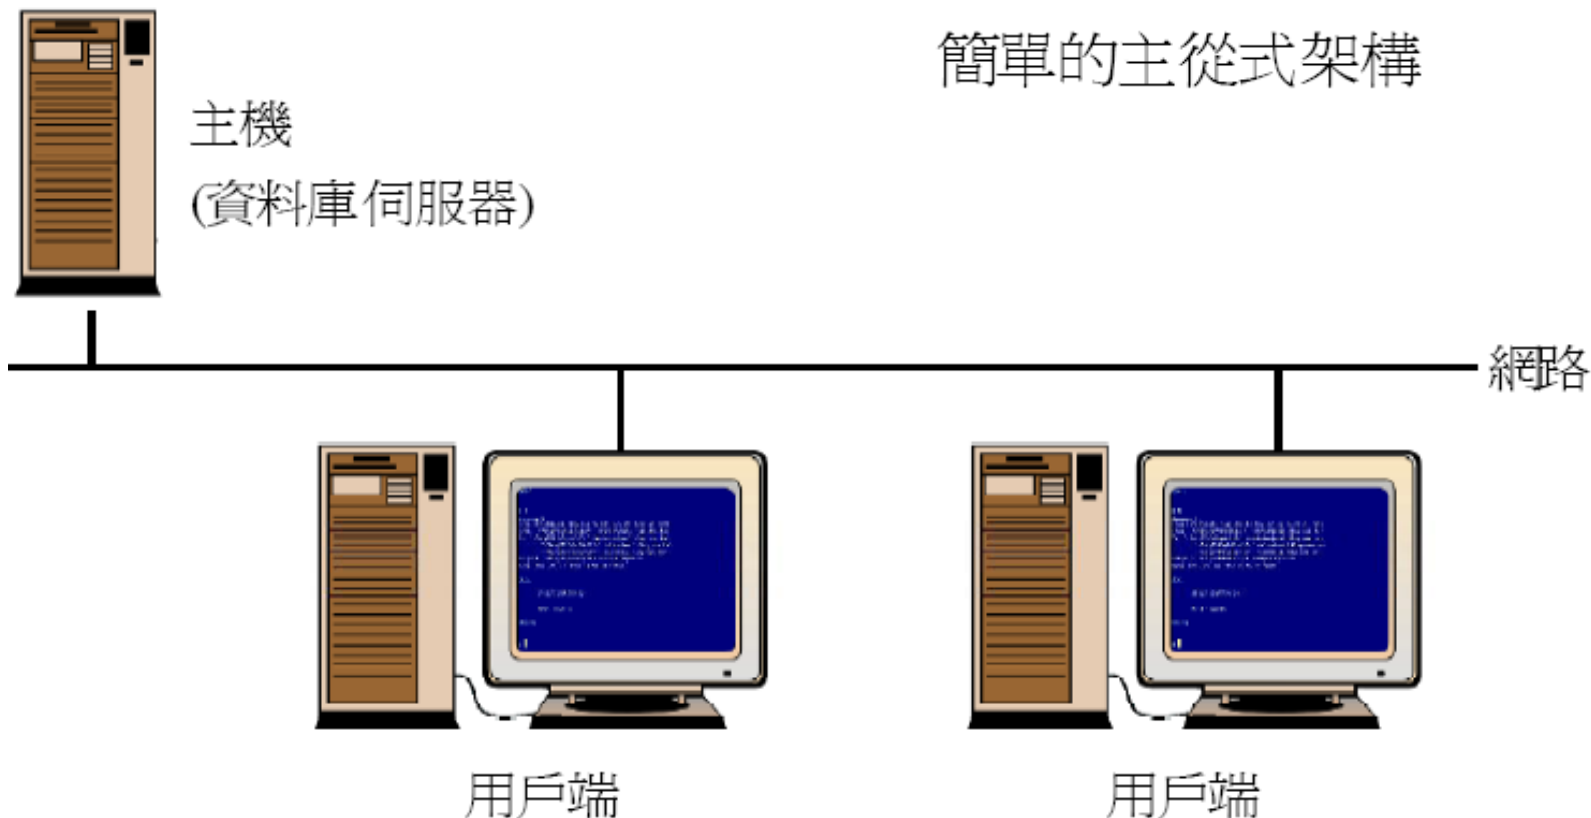 簡單的主從式架構
主機
(資料庫伺服器)
網路
用戶端
用戶端